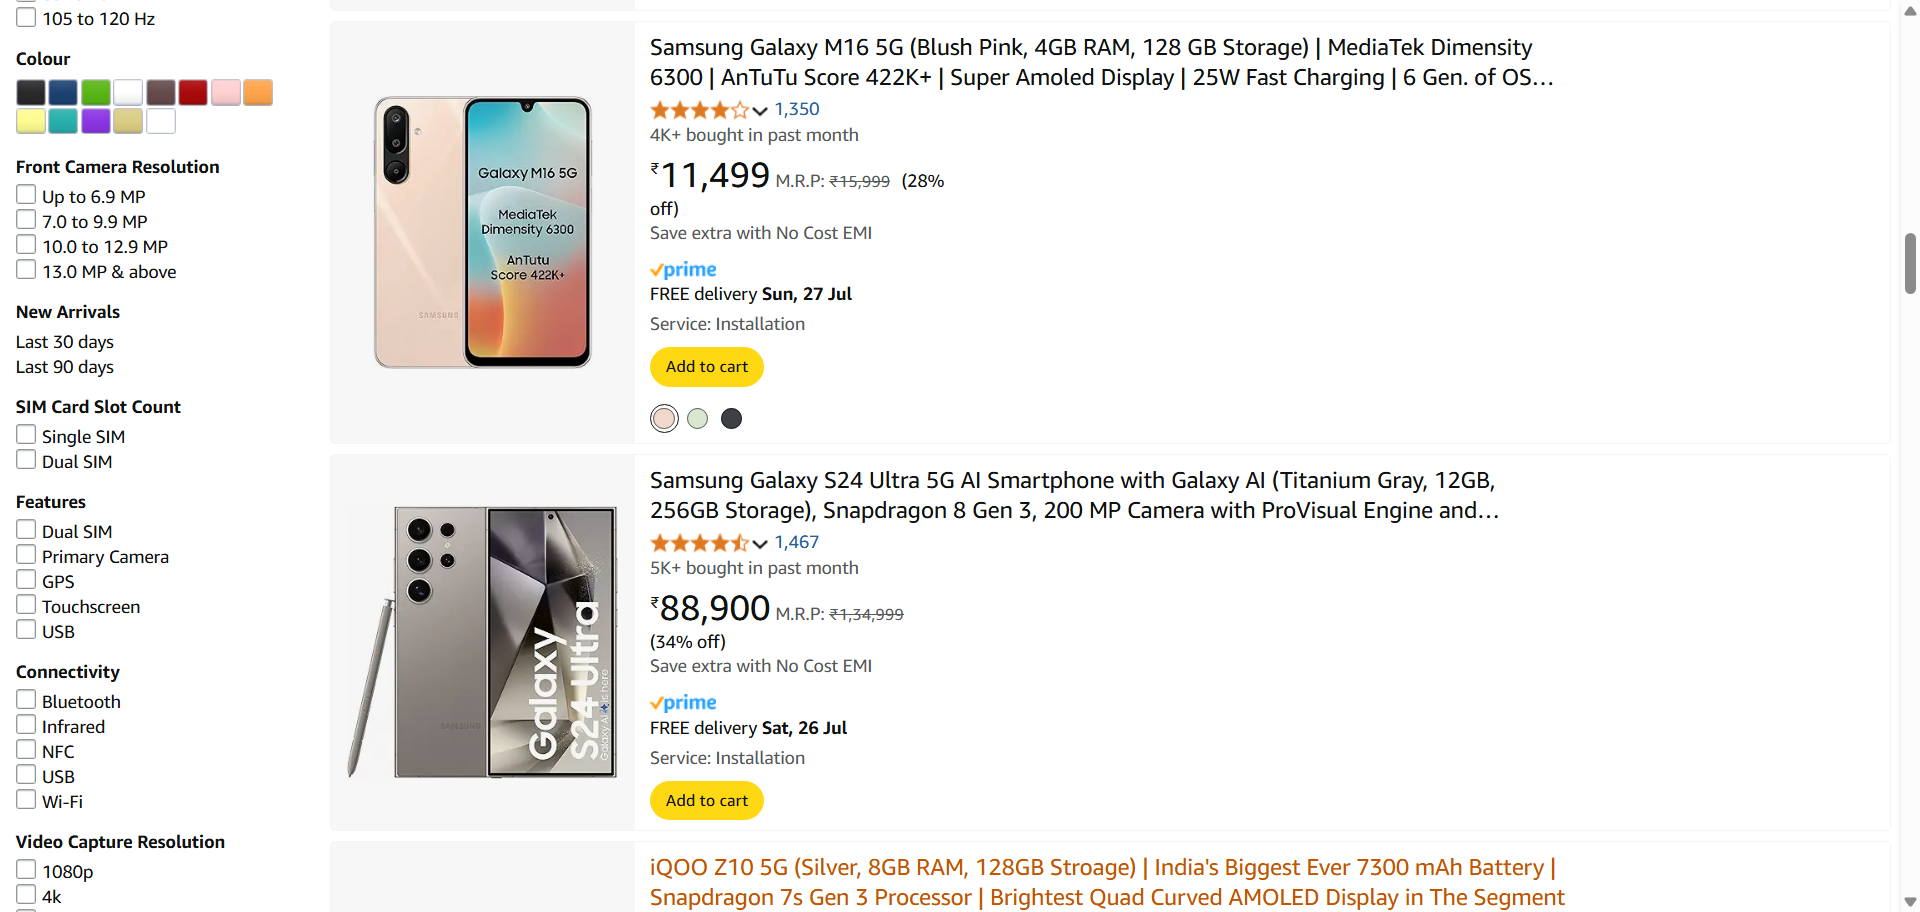 105 to 120 Hz
Colour
Front Camera Resolution
Up to 6.9 MP
7.0 to 9.9 MP
10.0 to 12.9 MP
13.0 MP & above
New Arrivals
Last 30 days
Last 90 days
SIM Card Slot Count
Single SIM
Dual SIM
Features
Dual SIM
Primary Camera
GPS
Touchscreen
USB
Connectivity
Bluetooth
Infrared
NFC
USB
Wi-Fi
Video Capture Resolution
1080p
4k
Galaxy M16 5G
MediaTek
Dimensity 6300
AnTutu
Score 422K+
SAMSUNG
Samsung Galaxy M16 5G (Blush Pink, 4GB RAM, 128 GB Storage) | MediaTek Dimensity
6300 | AnTuTu Score 422K+ | Super Amoled Display | 25W Fast Charging | 6 Gen. of OS…
1,350
4K+ bought in past month
₹11,499 M.R.P: ₹15,999 (28%
off)
Save extra with No Cost EMI
prime
FREE delivery Sun, 27 Jul
Service: Installation
Add to cart
SAMSUNG
Galaxy
S24 Ultra
Galaxy AI is here
Samsung Galaxy S24 Ultra 5G AI Smartphone with Galaxy AI (Titanium Gray, 12GB,
256GB Storage), Snapdragon 8 Gen 3, 200 MP Camera with ProVisual Engine and…
1,467
5K+ bought in past month
₹88,900 M.R.P: ₹1,34,999
(34% off)
Save extra with No Cost EMI
prime
FREE delivery Sat, 26 Jul
Service: Installation
Add to cart
iQOO Z10 5G (Silver, 8GB RAM, 128GB Stroage) | India's Biggest Ever 7300 mAh Battery |
Snapdragon 7s Gen 3 Processor | Brightest Quad Curved AMOLED Display in The Segment